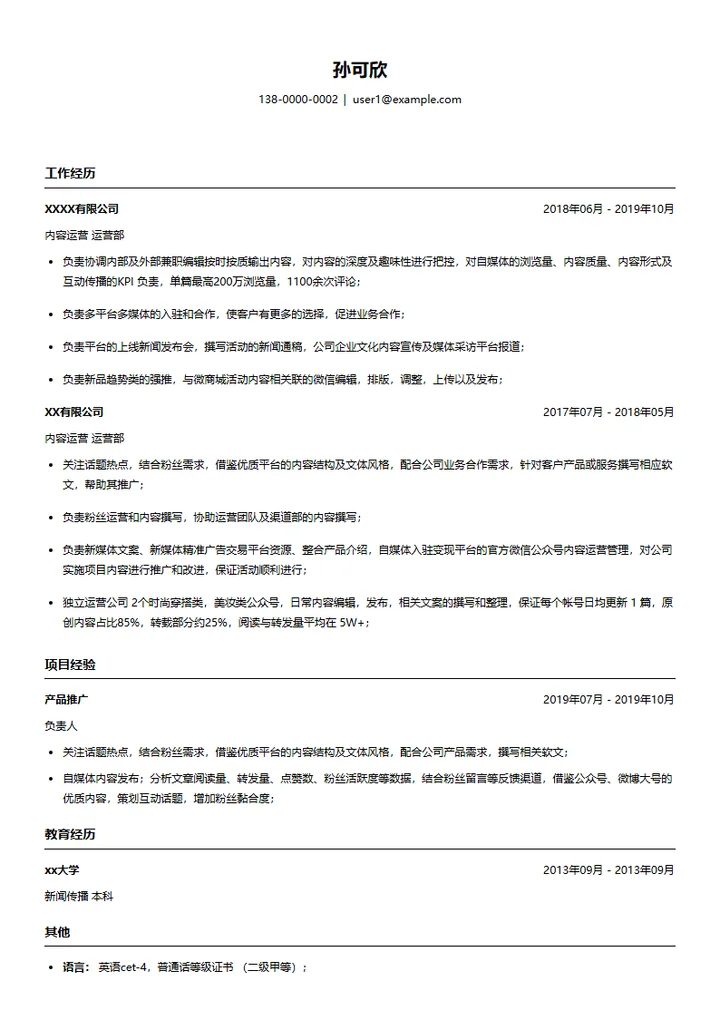 孙可欣
138-0000-0002 | user1@example.com
工作经历
XXXX有限公司 2018年06月 - 2019年10月
内容运营 运营部
• 负责协调内部及外部兼职编辑按时按质输出内容，对内容的深度及趣味性进行把控，对自媒体的浏览量、内容质量、内容形式及
互动传播的KPI 负责，单篇最高200万浏览量，1100余次评论；
• 负责多平台多媒体的入驻和合作，使客户有更多的选择，促进业务合作；
• 负责平台的上线新闻发布会，撰写活动的新闻通稿，公司企业文化内容宣传及媒体采访平台报道；
• 负责新品趋势类的强推，与微商城活动内容相关联的微信编辑，排版，调整，上传以及发布；
XX有限公司 2017年07月 - 2018年05月
内容运营 运营部
• 关注话题热点，结合粉丝需求，借鉴优质平台的内容结构及文体风格，配合公司业务合作需求，针对客户产品或服务撰写相应软
文，帮助其推广；
• 负责粉丝运营和内容撰写，协助运营团队及渠道部的内容撰写；
• 负责新媒体文案、新媒体精准广告交易平台资源、整合产品介绍，自媒体入驻变现平台的官方微信公众号内容运营管理，对公司
实施项目内容进行推广和改进，保证活动顺利进行；
• 独立运营公司 2个时尚穿搭类，美妆类公众号，日常内容编辑，发布，相关文案的撰写和整理，保证每个帐号日均更新 1 篇，原
创内容占比85%，转载部分约25%，阅读与转发量平均在 5W+；
项目经验
产品推广 2019年07月 - 2019年10月
负责人
• 关注话题热点，结合粉丝需求，借鉴优质平台的内容结构及文体风格，配合公司产品需求，撰写相关软文；
• 自媒体内容发布；分析文章阅读量、转发量、点赞数、粉丝活跃度等数据，结合粉丝留言等反馈渠道，借鉴公众号、微博大号的
优质内容，策划互动话题，增加粉丝黏合度；
教育经历
xx大学 2013年09月 - 2013年09月
新闻传播 本科
其他
• 语言： 英语cet-4，普通话等级证书 （二级甲等）；